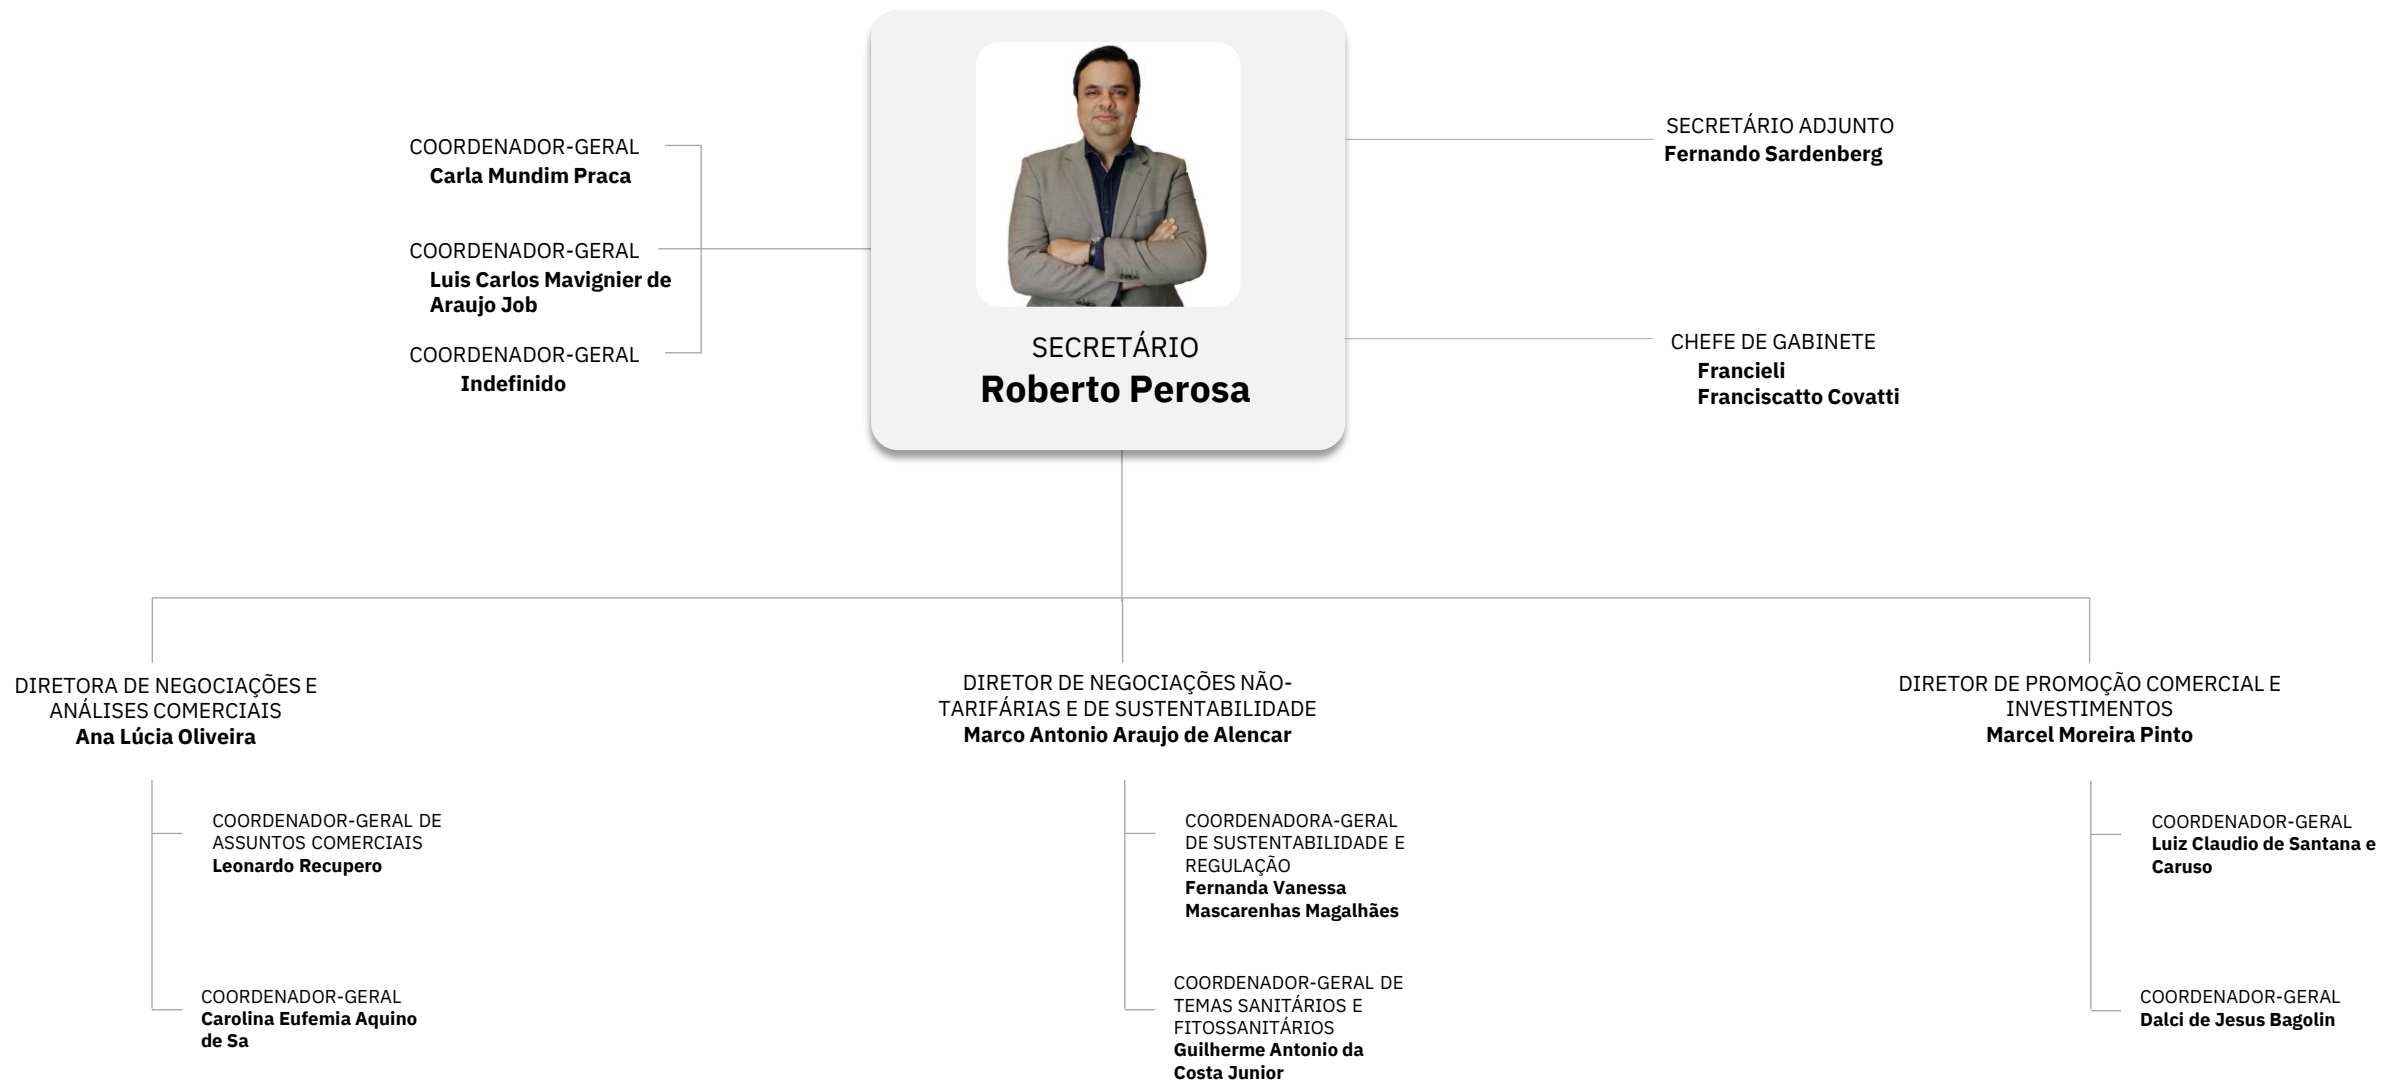 COORDENADOR-GERAL
Carla Mundim Praca
COORDENADOR-GERAL
Luis Carlos Mavignier de
Araujo Job
COORDENADOR-GERAL
Indefinido
SECRETÁRIO
Roberto Perosa
SECRETÁRIO ADJUNTO
Fernando Sardenberg
CHEFE DE GABINETE
Francieli
Franciscatto Covatti
DIRETORA DE NEGOCIAÇÕES E
ANÁLISES COMERCIAIS
Ana Lúcia Oliveira
COORDENADOR-GERAL DE
ASSUNTOS COMERCIAIS
Leonardo Recupero
COORDENADOR-GERAL
Carolina Eufemia Aquino
de Sa
DIRETOR DE NEGOCIAÇÕES NÃO-
TARIFÁRIAS E DE SUSTENTABILIDADE
Marco Antonio Araujo de Alencar
COORDENADORA-GERAL
DE SUSTENTABILIDADE E
REGULAÇÃO
Fernanda Vanessa
Mascarenhas Magalhães
COORDENADOR-GERAL DE
TEMAS SANITÁRIOS E
FITOSSANITÁRIOS
Guilherme Antonio da
Costa Junior
DIRETOR DE PROMOÇÃO COMERCIAL E
INVESTIMENTOS
Marcel Moreira Pinto
COORDENADOR-GERAL
Luiz Claudio de Santana e
Caruso
COORDENADOR-GERAL
Dalci de Jesus Bagolin